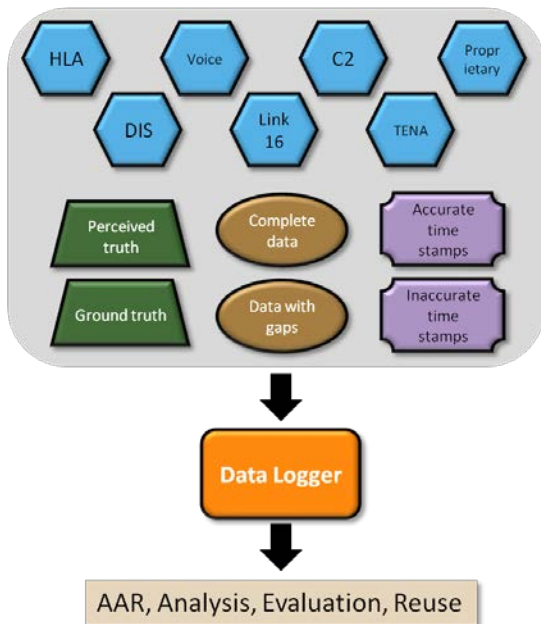 HLA
Voice
C2
Propr
ietary
DIS
Link
16
TENA
Perceived
truth
Complete
data
Accurate
time
stamps
Ground truth
Data with
gaps
Inaccurate
time
stamps
Data Logger
AAR, Analysis, Evaluation, Reuse